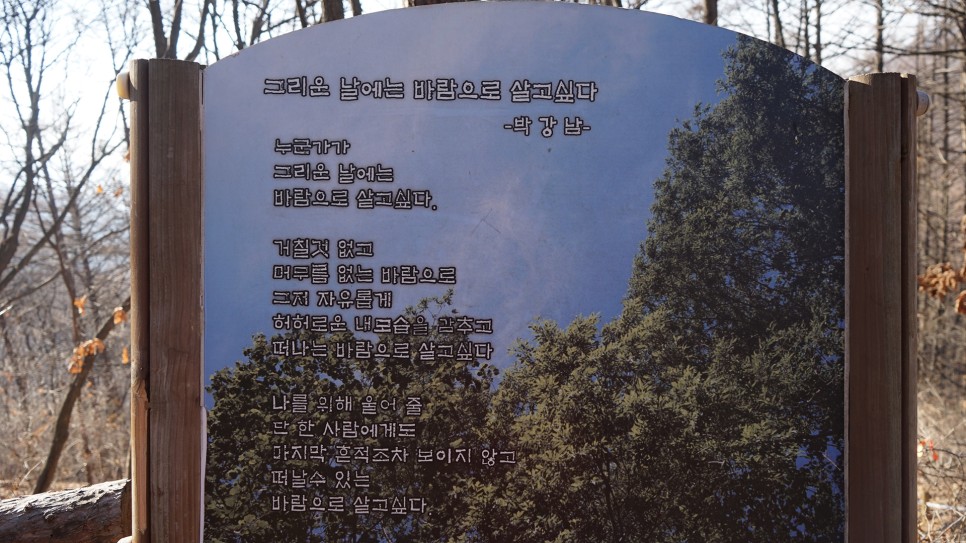 그리운 날에는 바람으로 살고싶다
-박 강 남-
누군가가
그리운 날에는
바람으로 살고싶다.
거칠것 없고
머무름 없는 바람으로
그저 자유롭게
허허로운 내모습을 감추고
떠나는 바람으로 살고싶다
나를 위해 울어 줄
단 한 사람에게도
마지막 흔적조차 보이지 않고
떠날수 있는
바람으로 살고싶다.